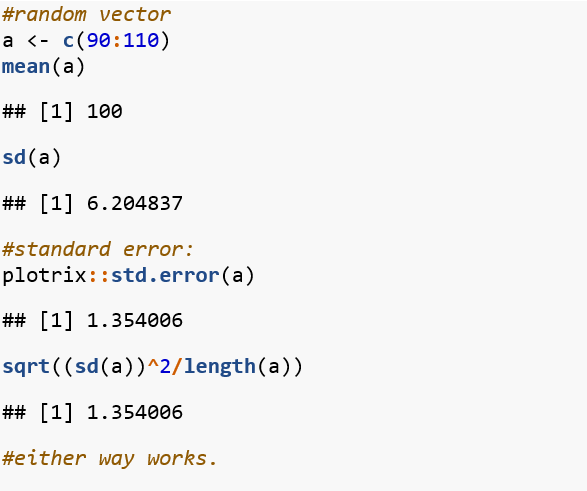 #random vector
a <- c(90:110)
mean(a)
## [1] 100
sd(a)
## [1] 6.204837
#standard error:
plotrix::std.error(a)
## [1] 1.354006
sqrt((sd(a))^2/length(a))
## [1] 1.354006
#either way works.